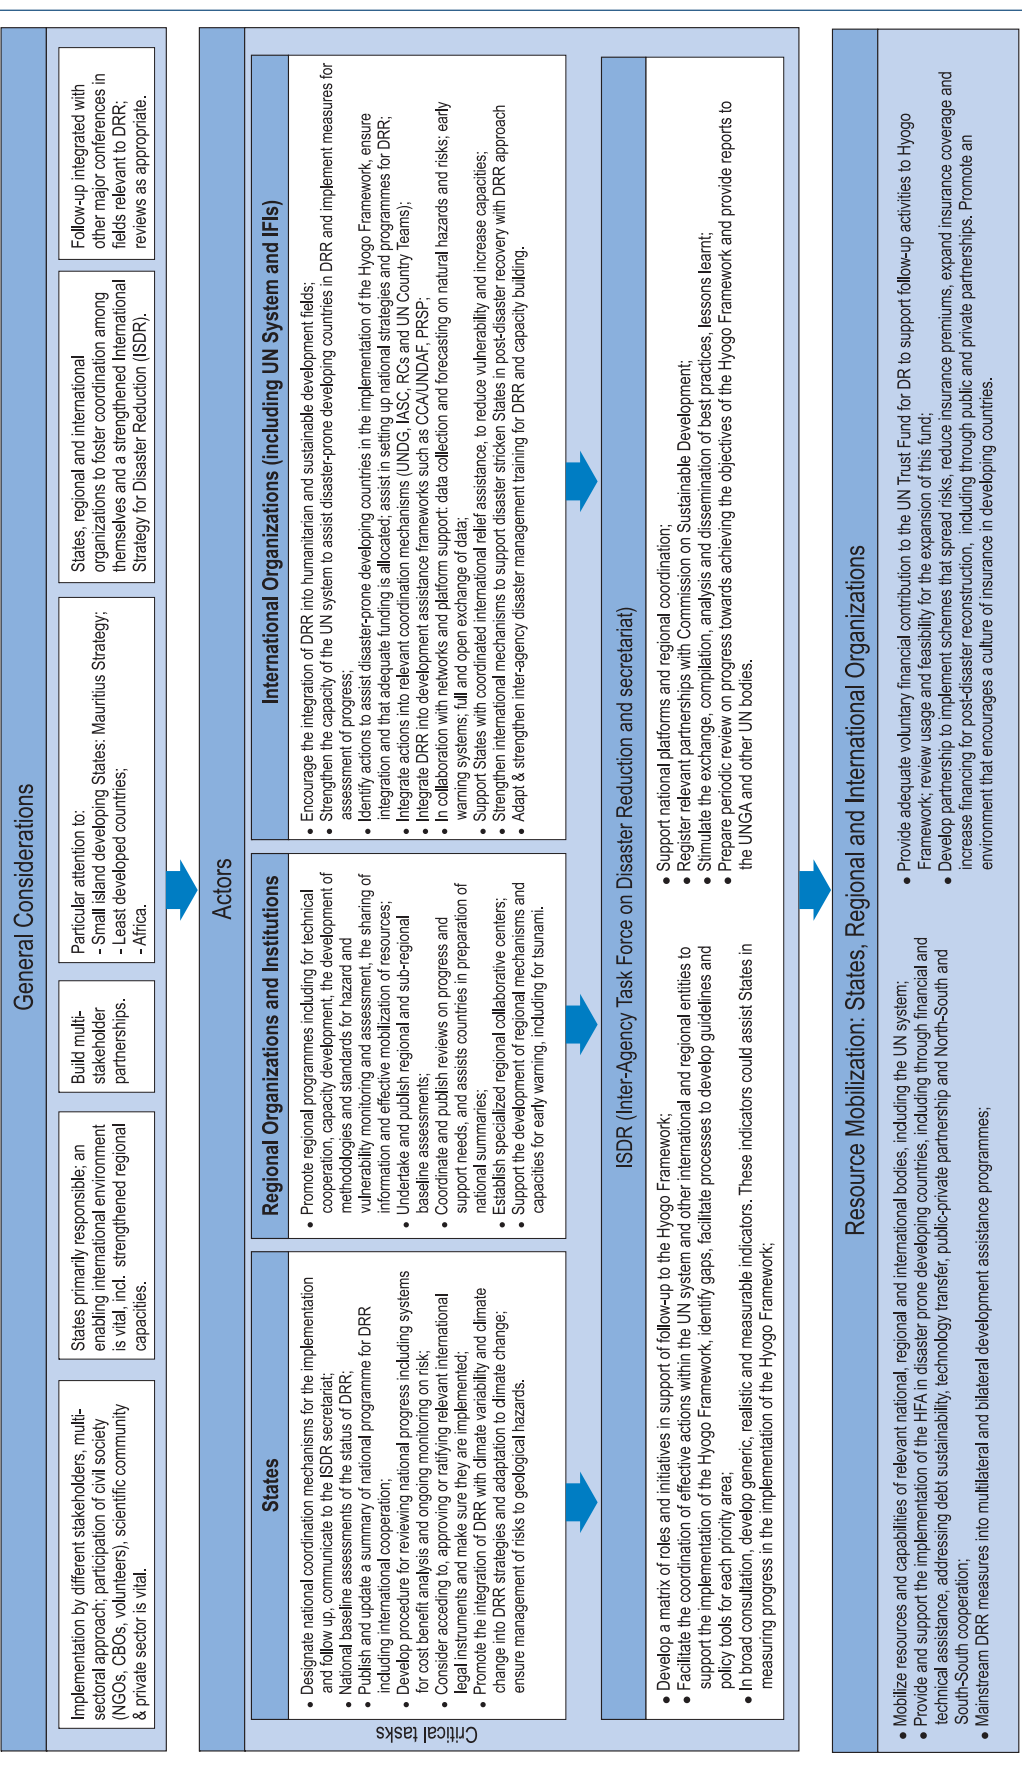 General Considerations
Implementation by different stakeholders, multi-
sectoral approach; participation of civil society
(NGOs, CBOs, volunteers), scientific community
& private sector is vital.
States primarily responsible; an
enabling international environment
is vital, incl. strengthened regional
capacities.
Build multi-
stakeholder
partnerships.
Particular attention to:
- Small island developing States: Mauritius Strategy;
- Least developed countries;
- Africa.
States, regional and international
organizations to foster coordination among
themselves and a strengthened International
Strategy for Disaster Reduction (ISDR).
Follow-up integrated with
other major conferences in
fields relevant to DRR;
reviews as appropriate.
Actors
Critical tasks
States
• Designate national coordination mechanisms for the implementation
and follow up, communicate to the ISDR secretariat;
• National baseline assessments of the status of DRR;
• Publish and update a summary of national programme for DRR
including international cooperation;
• Develop procedure for reviewing national progress including systems
for cost benefit analysis and ongoing monitoring on risk;
• Consider acceding to, approving or ratifying relevant international
legal instruments and make sure they are implemented;
• Promote the integration of DRR with climate variability and climate
change into DRR strategies and adaptation to climate change;
ensure management of risks to geological hazards.
Regional Organizations and Institutions
• Promote regional programmes including for technical
cooperation, capacity development, the development of
methodologies and standards for hazard and
vulnerability monitoring and assessment, the sharing of
information and effective mobilization of resources;
• Undertake and publish regional and sub-regional
baseline assessments;
• Coordinate and publish reviews on progress and
support needs, and assists countries in preparation of
national summaries;
• Establish specialized regional collaborative centers;
• Support the development of regional mechanisms and
capacities for early warning, including for tsunami.
International Organizations (including UN System and IFIs)
• Encourage the integration of DRR into humanitarian and sustainable development fields;
• Strengthen the capacity of the UN system to assist disaster-prone developing countries in DRR and implement measures for
assessment of progress;
• Identify actions to assist disaster-prone developing countries in the implementation of the Hyogo Framework, ensure
integration and that adequate funding is allocated; assist in setting up national strategies and programmes for DRR;
• Integrate actions into relevant coordination mechanisms (UNDG, IASC, RCs and UN Country Teams);
• Integrate DRR into development assistance frameworks such as CCA/UNDAF, PRSP;
• In collaboration with networks and platform support: data collection and forecasting on natural hazards and risks; early
warning systems; full and open exchange of data;
• Support States with coordinated international relief assistance, to reduce vulnerability and increase capacities;
• Strengthen international mechanisms to support disaster stricken States in post-disaster recovery with DRR approach
• Adapt & strengthen inter-agency disaster management training for DRR and capacity building.
ISDR (Inter-Agency Task Force on Disaster Reduction and secretariat)
• Develop a matrix of roles and initiatives in support of follow-up to the Hyogo Framework;
• Facilitate the coordination of effective actions within the UN system and other international and regional entities to
support the implementation of the Hyogo Framework, identify gaps, facilitate processes to develop guidelines and
policy tools for each priority area;
• In broad consultation, develop generic, realistic and measurable indicators. These indicators could assist States in
measuring progress in the implementation of the Hyogo Framework;
• Support national platforms and regional coordination;
• Register relevant partnerships with Commission on Sustainable Development;
• Stimulate the exchange, compilation, analysis and dissemination of best practices, lessons learnt;
• Prepare periodic review on progress towards achieving the objectives of the Hyogo Framework and provide reports to
the UNGA and other UN bodies.
Resource Mobilization: States, Regional and International Organizations
• Mobilize resources and capabilities of relevant national, regional and international bodies, including the UN system;
• Provide and support the implementation of the HFA in disaster prone developing countries, including through financial and
technical assistance, addressing debt sustainability, technology transfer, public-private partnership and North-South and
South-South cooperation;
• Mainstream DRR measures into multilateral and bilateral development assistance programmes;
• Provide adequate voluntary financial contribution to the UN Trust Fund for DR to support follow-up activities to Hyogo
Framework; review usage and feasibility for the expansion of this fund;
• Develop partnership to implement schemes that spread risks, reduce insurance premiums, expand insurance coverage and
increase financing for post-disaster reconstruction, including through public and private partnerships. Promote an
environment that encourages a culture of insurance in developing countries.